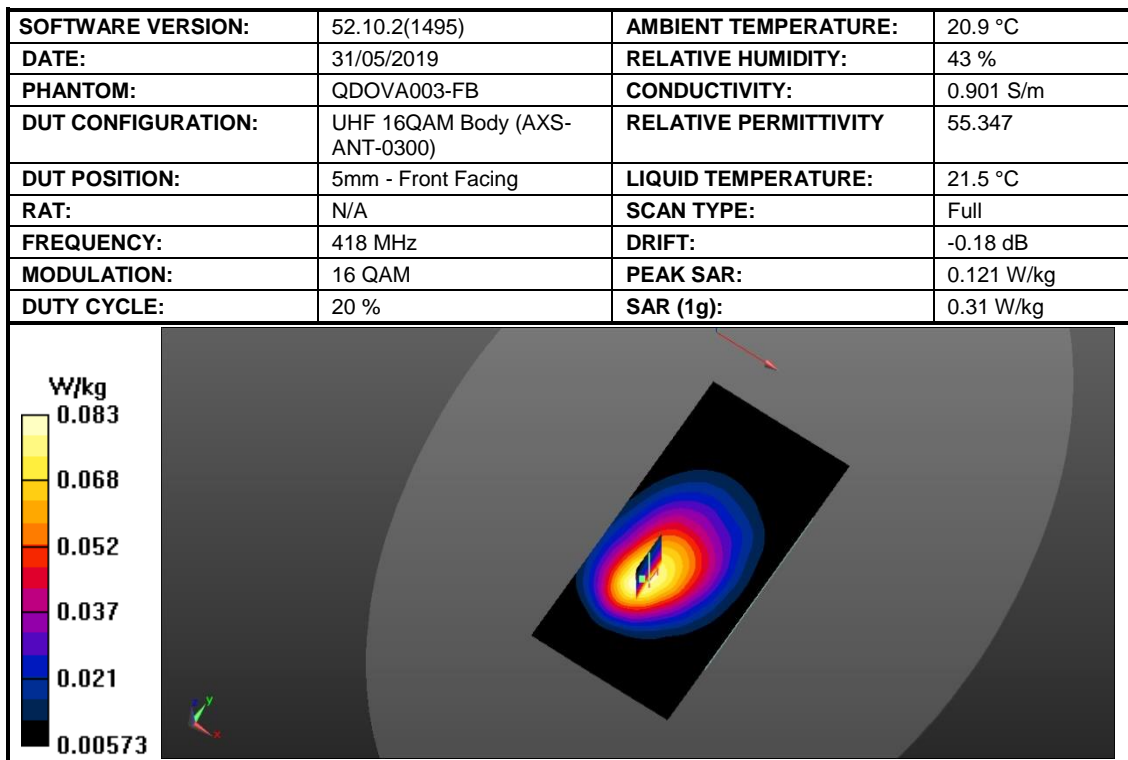 SOFTWARE VERSION: 52.10.2(1495) AMBIENT TEMPERATURE: 20.9 °C
DATE: 31/05/2019 RELATIVE HUMIDITY: 43 %
PHANTOM: QDOVA003-FB CONDUCTIVITY: 0.901 S/m
DUT CONFIGURATION: UHF 16QAM Body (AXS- RELATIVE PERMITTIVITY 55.347
ANT-0300)
DUT POSITION: 5mm - Front Facing LIQUID TEMPERATURE: 21.5 °C
RAT: N/A SCAN TYPE: Full
FREQUENCY: 418 MHz DRIFT: -0.18 dB
MODULATION: 16 QAM PEAK SAR: 0.121 W/kg
DUTY CYCLE: 20 % SAR (1g): 0.31 W/kg
W/kg
0.083
0.068
0.052
0.037
0.021
0.00573
z y
x